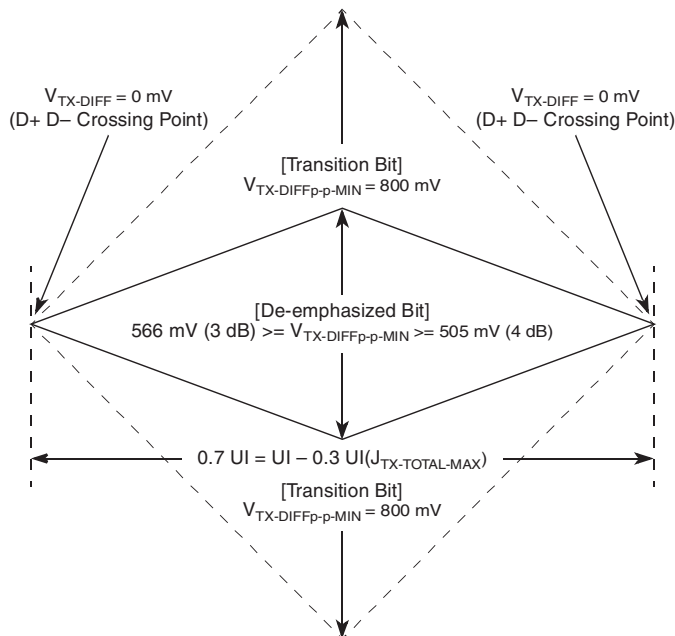 V_TX-DIFF = 0 mV
(D+ D– Crossing Point)
V_TX-DIFF = 0 mV
(D+ D– Crossing Point)
[Transition Bit]
V_TX-DIFFp-p-MIN = 800 mV
[De-emphasized Bit]
566 mV (3 dB) >= V_TX-DIFFp-p-MIN >= 505 mV (4 dB)
0.7 UI = UI – 0.3 UI(J_TX-TOTAL-MAX)
[Transition Bit]
V_TX-DIFFp-p-MIN = 800 mV